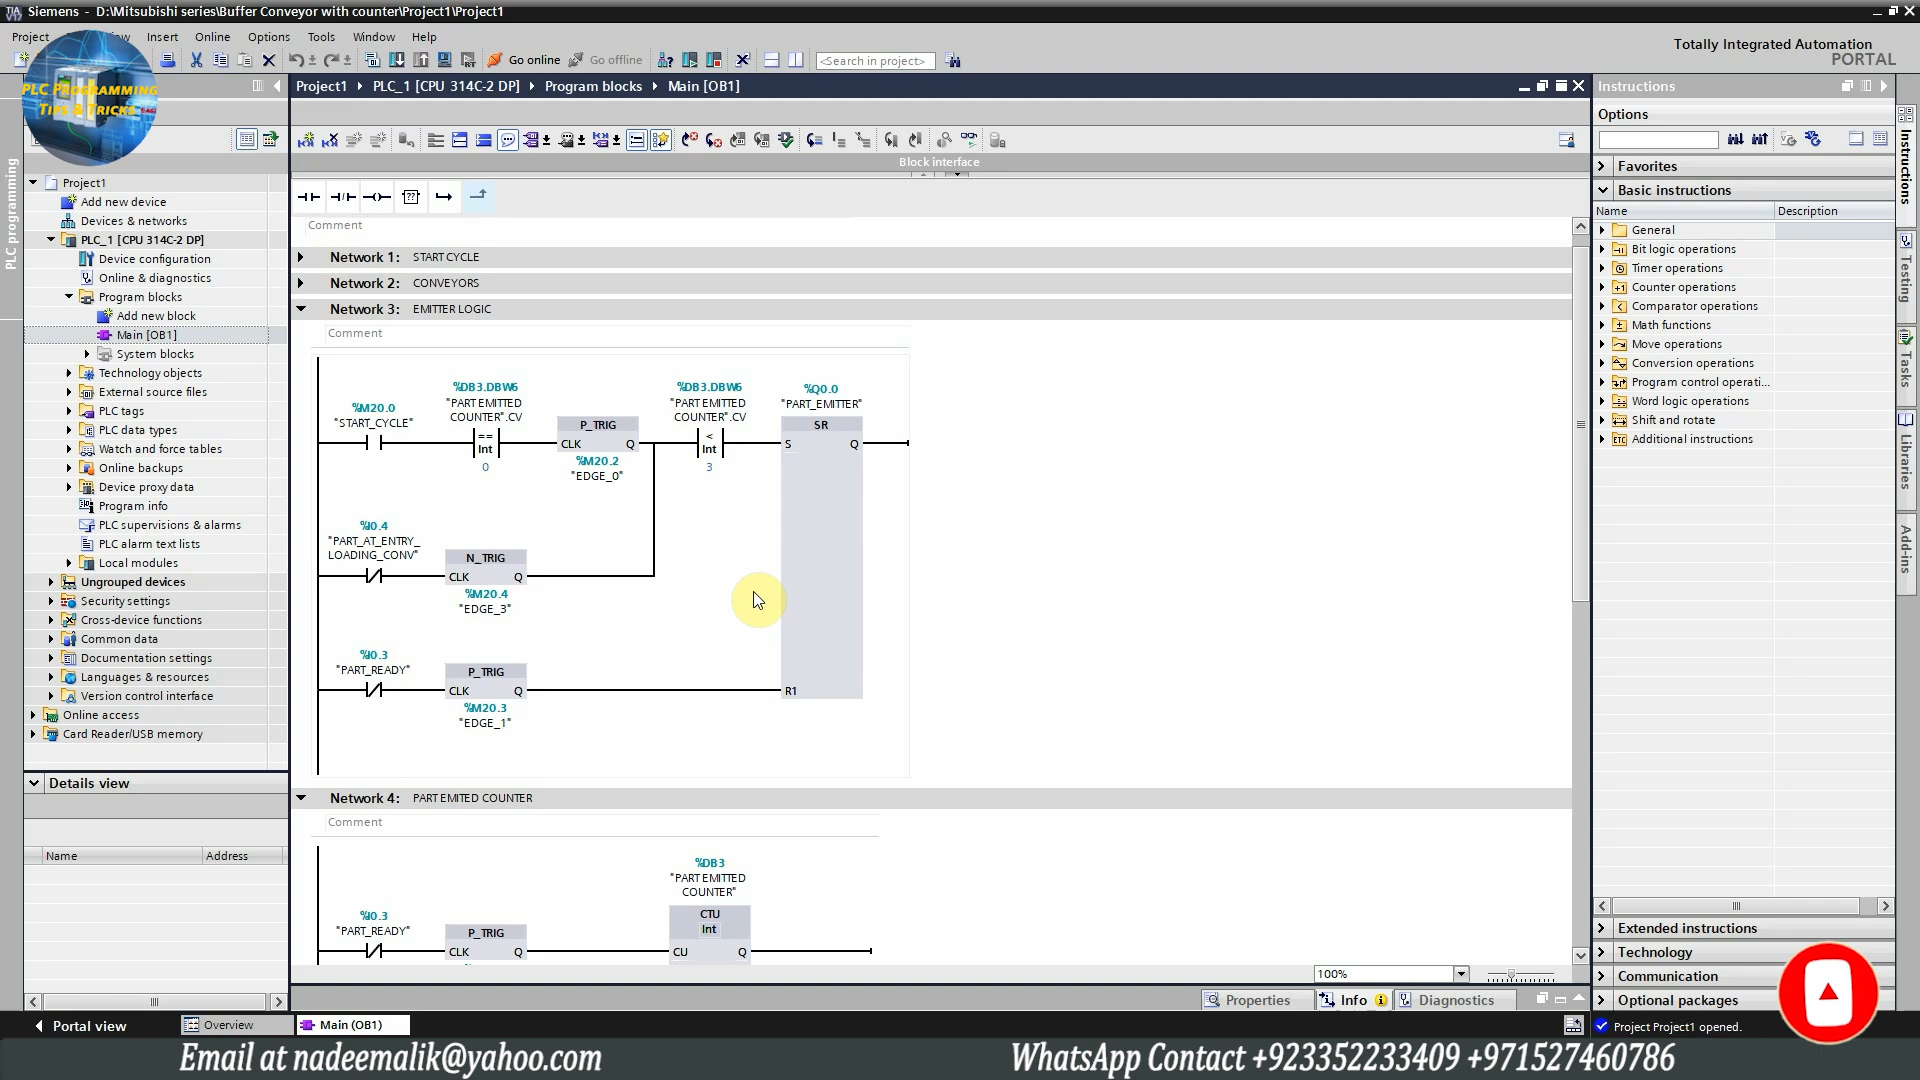 Siemens - D:\Mitsubishi series\Buffer Conveyor with counter\Project1\Project1
Project Insert Online Options Tools Window Help
Totally Integrated Automation
PORTAL
Go online Go offline <Search in project>
PLC PROGRAMMING
TIPS & TRICKS
Project1 PLC_1 [CPU 314C-2 DP] Program blocks Main [OB1]
Block interface
PLC programming
Project1
Add new device
Devices & networks
PLC_1 [CPU 314C-2 DP]
Device configuration
Online & diagnostics
Program blocks
Add new block
Main [OB1]
System blocks
Technology objects
External source files
PLC tags
PLC data types
Watch and force tables
Online backups
Device proxy data
Program info
PLC supervisions & alarms
PLC alarm text lists
Local modules
Ungrouped devices
Security settings
Cross-device functions
Common data
Documentation settings
Languages & resources
Version control interface
Online access
Card Reader/USB memory
Details view
Name Address
Comment
Network 1: START CYCLE
Network 2: CONVEYORS
Network 3: EMITTER LOGIC
Comment
%M20.0
"START_CYCLE"
%DB3.DBW6
"PART EMITTED
COUNTER".CV
==
Int
0
P_TRIG
CLK Q
%M20.2
"EDGE_0"
%DB3.DBW6
"PART EMITTED
COUNTER".CV
<
Int
3
%Q0.0
"PART_EMITTER"
SR
S Q
R1
%I0.4
"PART_AT_ENTRY_
LOADING_CONV"
N_TRIG
CLK Q
%M20.4
"EDGE_3"
%I0.3
"PART_READY"
P_TRIG
CLK Q
%M20.3
"EDGE_1"
Network 4: PART EMITED COUNTER
Comment
%DB3
"PART EMITTED
COUNTER"
CTU
Int
CU Q
%I0.3
"PART_READY"
P_TRIG
CLK Q
100%
Properties Info Diagnostics
Instructions
Options
Favorites
Basic instructions
Name Description
General
Bit logic operations
Timer operations
Counter operations
Comparator operations
Math functions
Move operations
Conversion operations
Program control operati...
Word logic operations
Shift and rotate
Additional instructions
Extended instructions
Technology
Communication
Optional packages
Instructions
Testing
Tasks
Libraries
Add-ins
Portal view Overview Main (OB1)
Project Project1 opened.
Email at nadeemalik@yahoo.com
WhatsApp Contact +923352233409 +971527460786